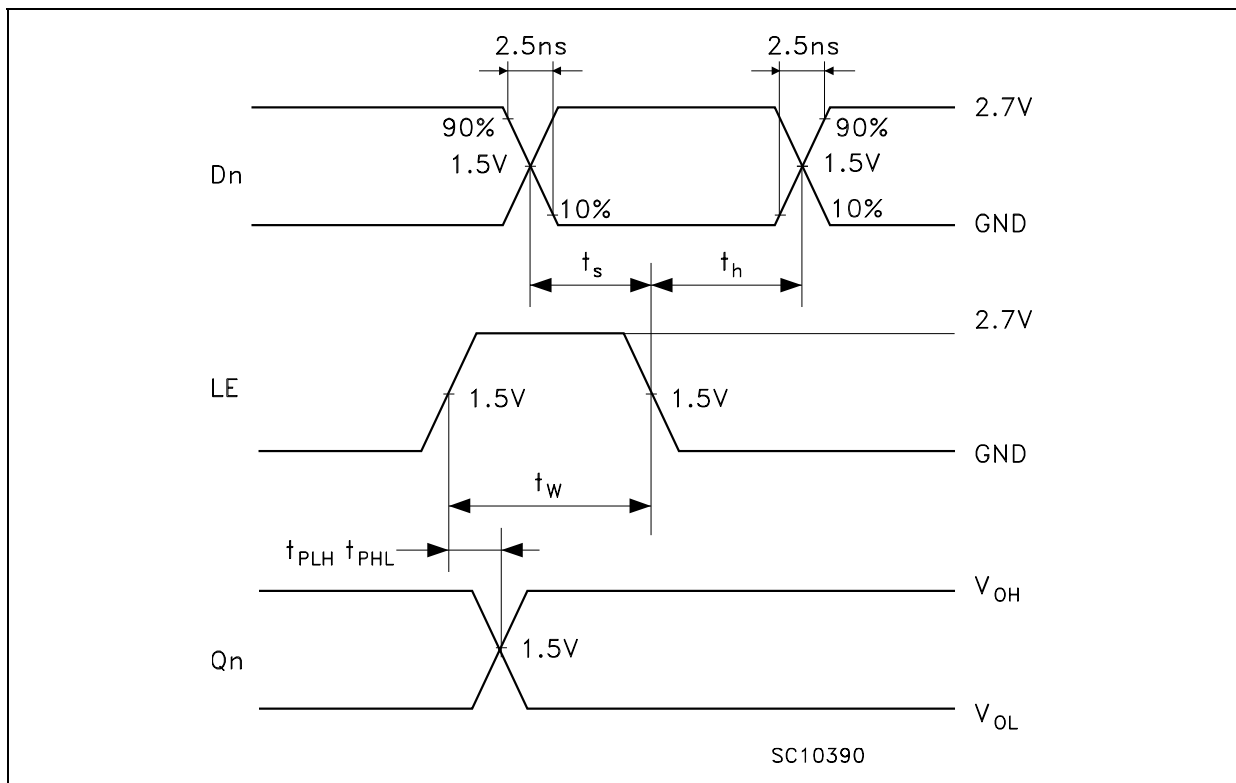 2.5ns 2.5ns
2.7V
90% 90%
1.5V 1.5V
Dn
10% 10%
GND
ts th
2.7V
LE
1.5V 1.5V
GND
tW
tPLH tPHL
VOH
1.5V
Qn
VOL
SC10390